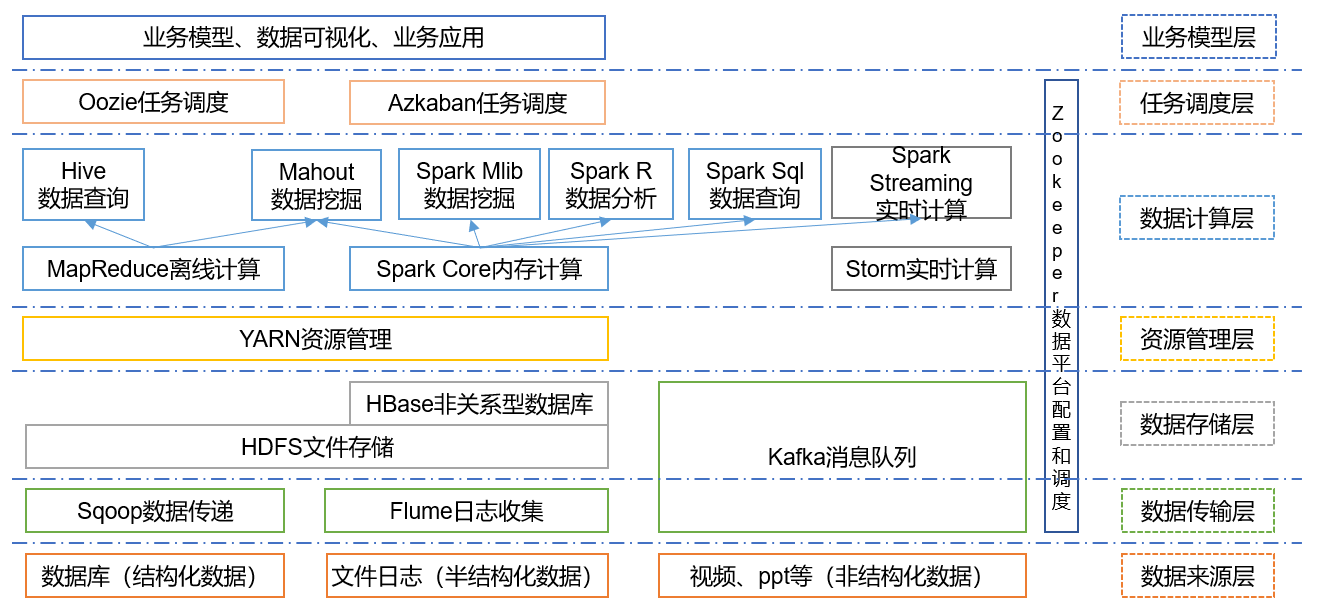 业务模型、数据可视化、业务应用
业务模型层
Oozie任务调度
Azkaban任务调度
任务调度层
Hive
数据查询
Mahout
数据挖掘
Spark Mlib
数据挖掘
Spark R
数据分析
Spark Sql
数据查询
Spark
Streaming
实时计算
数据计算层
MapReduce离线计算
Spark Core内存计算
Storm实时计算
Zookeeper数据平台配置和调度
YARN资源管理
资源管理层
HBase非关系型数据库
HDFS文件存储
Kafka消息队列
数据存储层
Sqoop数据传递
Flume日志收集
数据传输层
数据库（结构化数据）
文件日志（半结构化数据）
视频、ppt等（非结构化数据）
数据来源层